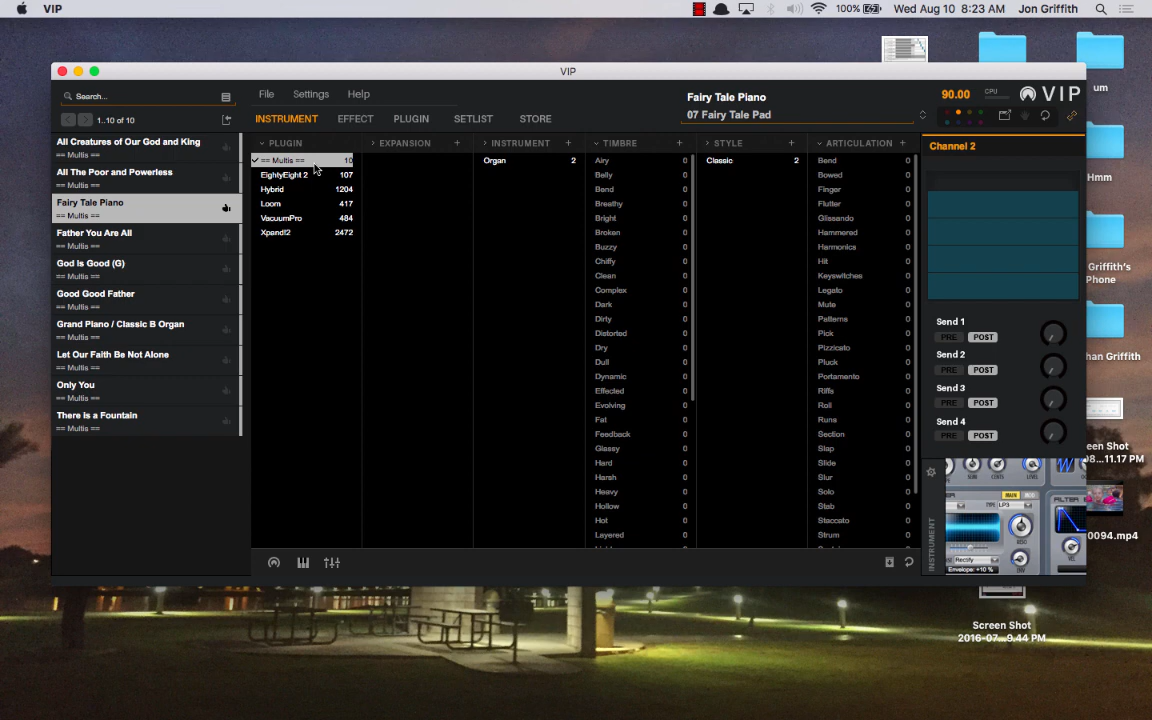 VIP
100%
Wed Aug 10 8:23 AM
Jon Griffith
VIP
Search...
File
Settings
Help
Fairy Tale Piano
90.00
CPU
VIP
1..10 of 10
INSTRUMENT
EFFECT
PLUGIN
SETLIST
STORE
07 Fairy Tale Pad
All Creatures of Our God and King
== Multis ==
All The Poor and Powerless
== Multis ==
Fairy Tale Piano
== Multis ==
Father You Are All
== Multis ==
God is Good (G)
== Multis ==
Good Good Father
== Multis ==
Grand Piano / Classic B Organ
== Multis ==
Let Our Faith Be Not Alone
== Multis ==
Only You
== Multis ==
There is a Fountain
== Multis ==
PLUGIN
== Multis == 10
EightyEight 2 107
Hybrid 1204
Loom 417
VacuumPro 484
Xpand!2 2472
EXPANSION +
INSTRUMENT +
Organ 2
TIMBRE +
Airy 0
Belly 0
Bend 0
Breathy 0
Bright 0
Broken 0
Buzzy 0
Chiffy 0
Clean 0
Complex 0
Dark 0
Dirty 0
Distorted 0
Dry 0
Dull 0
Dynamic 0
Effected 0
Evolving 0
Fat 0
Feedback 0
Glassy 0
Hard 0
Harsh 0
Heavy 0
Hollow 0
Hot 0
Layered 0
STYLE +
Classic 2
ARTICULATION +
Bend 0
Bowed 0
Finger 0
Flutter 0
Glissando 0
Hammered 0
Harmonics 0
Hit 0
Keyswitches 0
Legato 0
Mute 0
Patterns 0
Pick 0
Pizzicato 0
Pluck 0
Portamento 0
Riffs 0
Roll 0
Runs 0
Section 0
Slap 0
Slide 0
Slur 0
Solo 0
Stab 0
Staccato 0
Strum 0
Channel 2
Send 1
PRE POST
Send 2
PRE POST
Send 3
PRE POST
Send 4
PRE POST
INSTRUMENT
MAIN
LP3
Rectify
Envelope: +10 %
um
Hmm
Griffith's
Phone
han Griffith
een Shot
08...11.17 PM
0094.mp4
Screen Shot
2016-07...9.44 PM